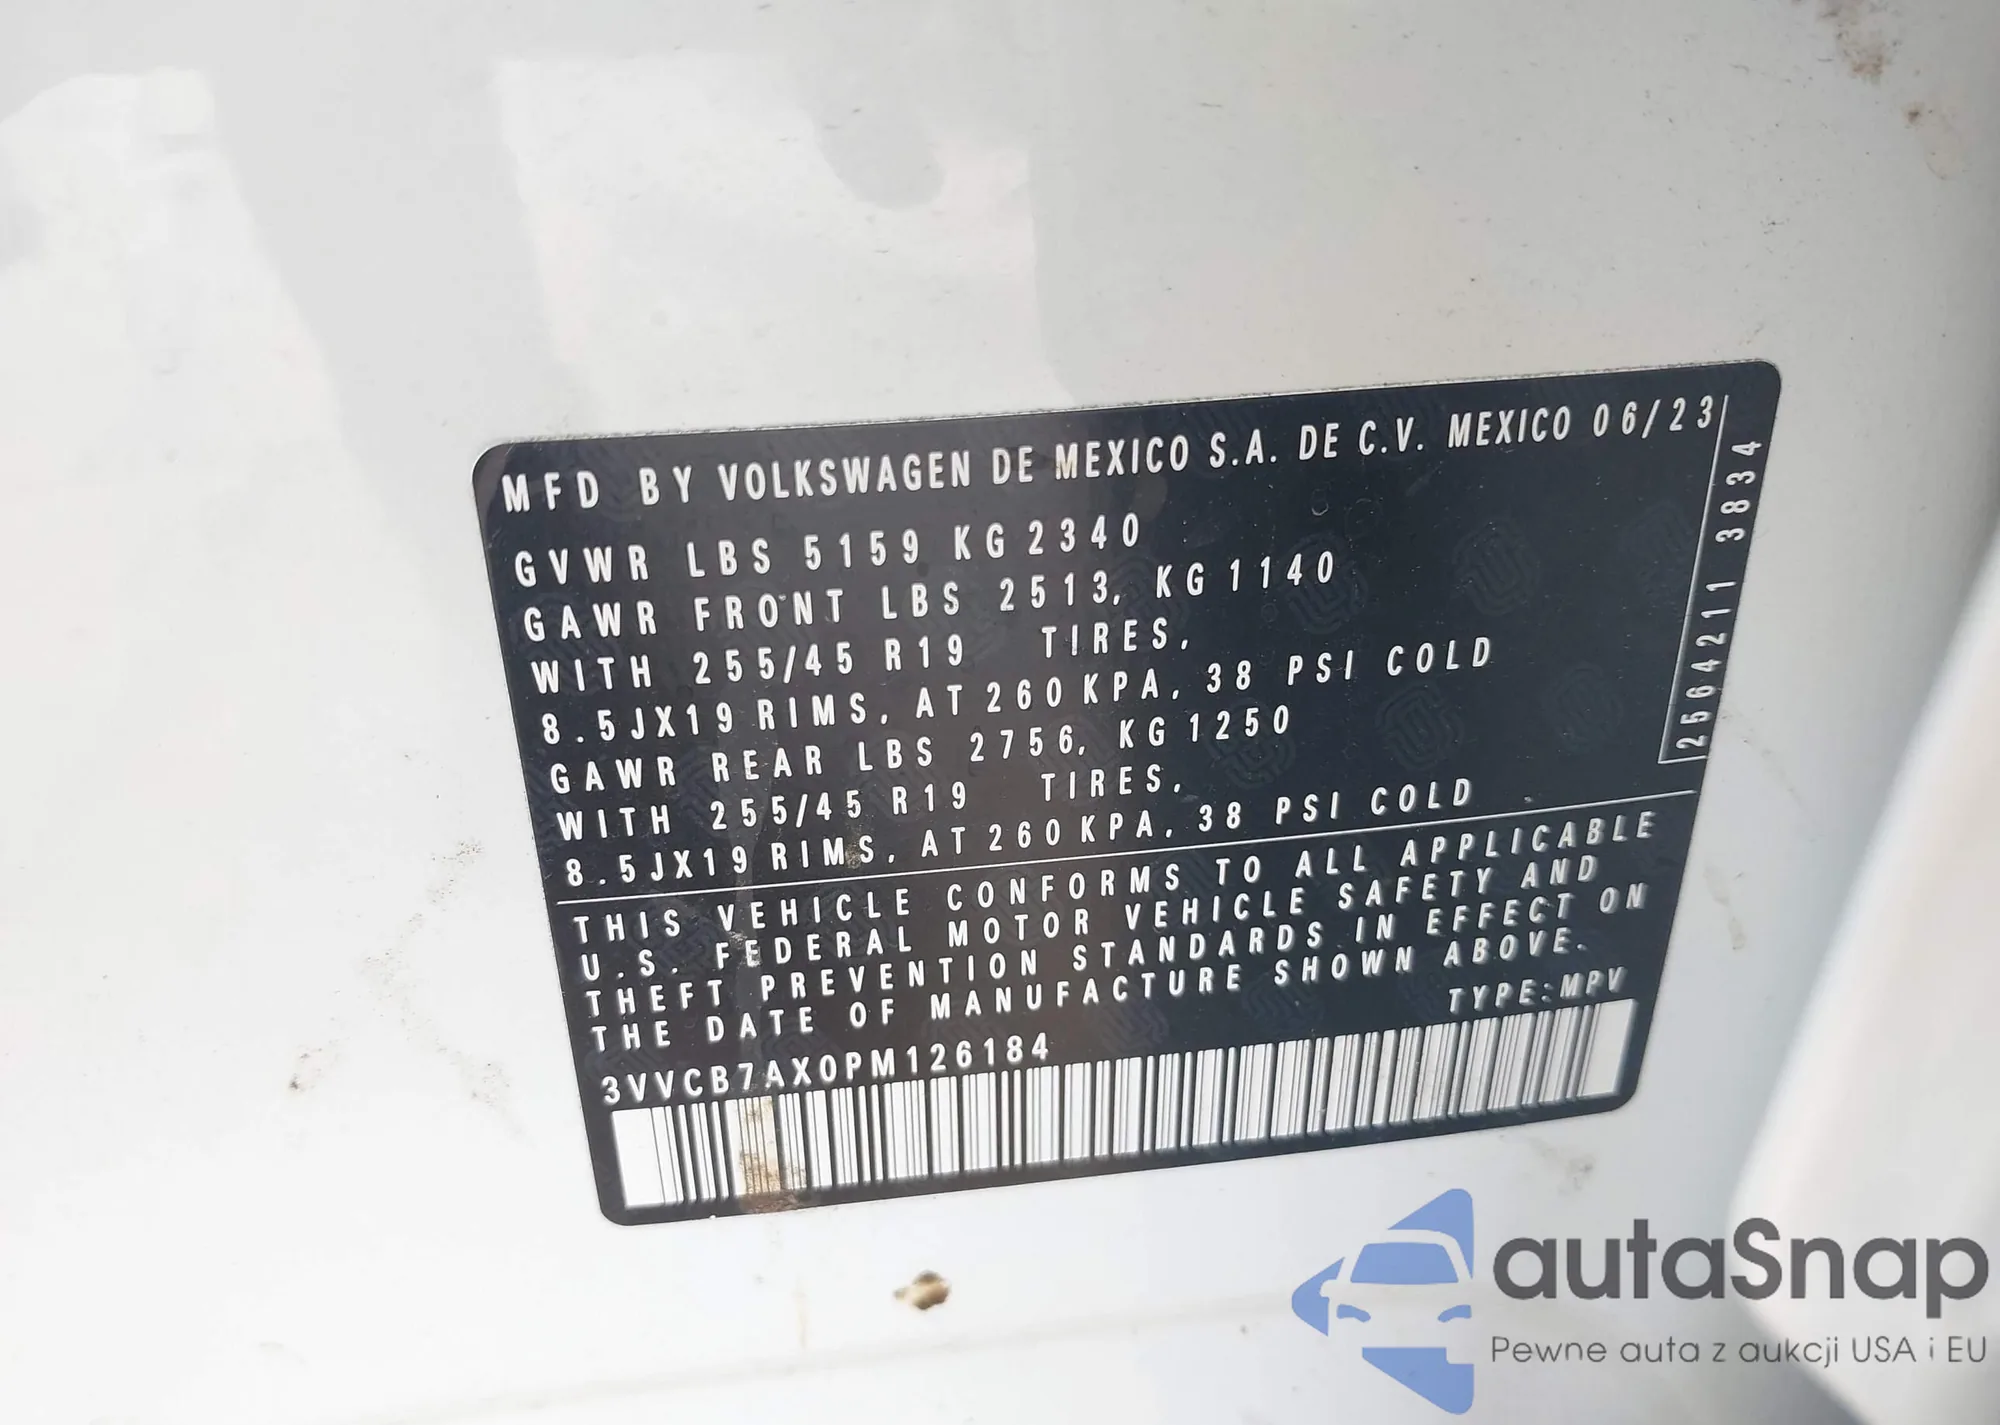 MFD BY VOLKSWAGEN DE MEXICO S.A. DE C.V. MEXICO 06/23
GVWR LBS 5159 KG 2340
GAWR FRONT LBS 2513, KG 1140
WITH 255/45 R19 TIRES,
8.5JX19 RIMS, AT 260 KPA, 38 PSI COLD
GAWR REAR LBS 2756, KG 1250
WITH 255/45 R19 TIRES,
8.5JX19 RIMS, AT 260 KPA, 38 PSI COLD
2564211 3834
THIS VEHICLE CONFORMS TO ALL APPLICABLE
U.S. FEDERAL MOTOR VEHICLE SAFETY AND
THEFT PREVENTION STANDARDS IN EFFECT ON
THE DATE OF MANUFACTURE SHOWN ABOVE.
TYPE:MPV
3VVCB7AX0PM126184
autaSnap
Pewne auta z aukcji USA i EU